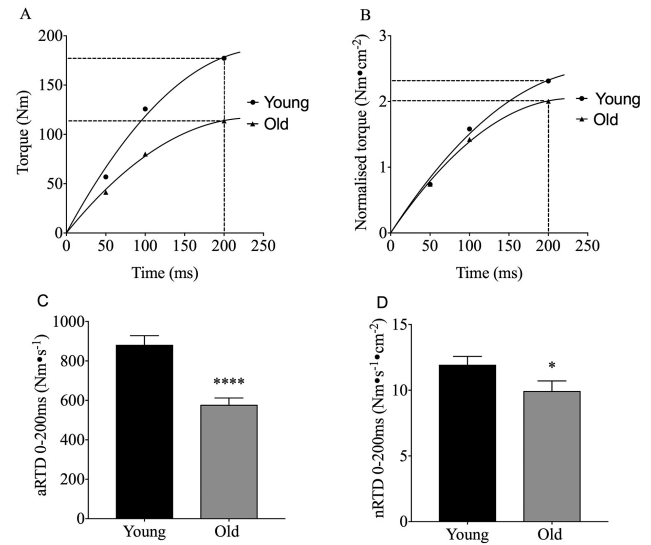 A
Torque (Nm)
200
150
100
50
0
0 50 100 150 200 250
Time (ms)
Young
Old
B
Normalised torque (Nm•cm-2)
3
2
1
0
0 50 100 150 200 250
Time (ms)
Young
Old
C
aRTD 0-200ms (Nm•s-1)
1000
800
600
400
200
0
****
Young Old
D
nRTD 0-200ms (Nm•s-1•cm-2)
15
10
5
0
*
Young Old